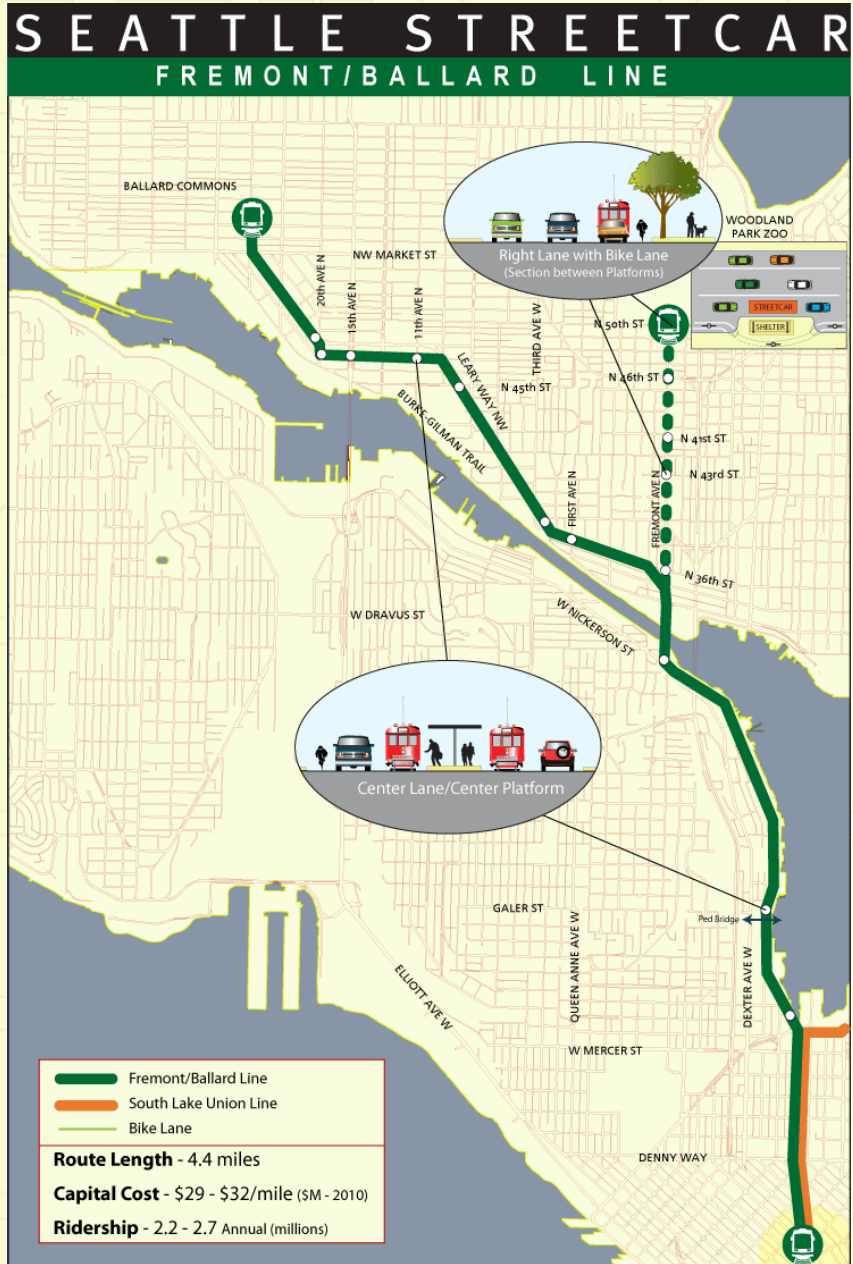 SEATTLE STREETCAR
FREMONT/BALLARD LINE
BALLARD COMMONS
WOODLAND
PARK ZOO
NW MARKET ST
Right Lane with Bike Lane
(Section between Platforms)
20th AVE N
15th AVE N
11th AVE N
THIRD AVE W
N 50th ST
STREETCAR
SHELTER
LEARY WAY NW
N 45th ST
N 46th ST
BURKE-GILMAN TRAIL
N 41st ST
N 43rd ST
FIRST AVE N
FREMONT AVE N
N 36th ST
W DRAVUS ST
W NICKERSON ST
Center Lane/Center Platform
GALER ST
Ped Bridge
QUEEN ANNE AVE W
DEXTER AVE W
ELLIOTT AVE W
W MERCER ST
DENNY WAY
Fremont/Ballard Line
South Lake Union Line
Bike Lane
Route Length - 4.4 miles
Capital Cost - $29 - $32/mile ($M - 2010)
Ridership - 2.2 - 2.7 Annual (millions)